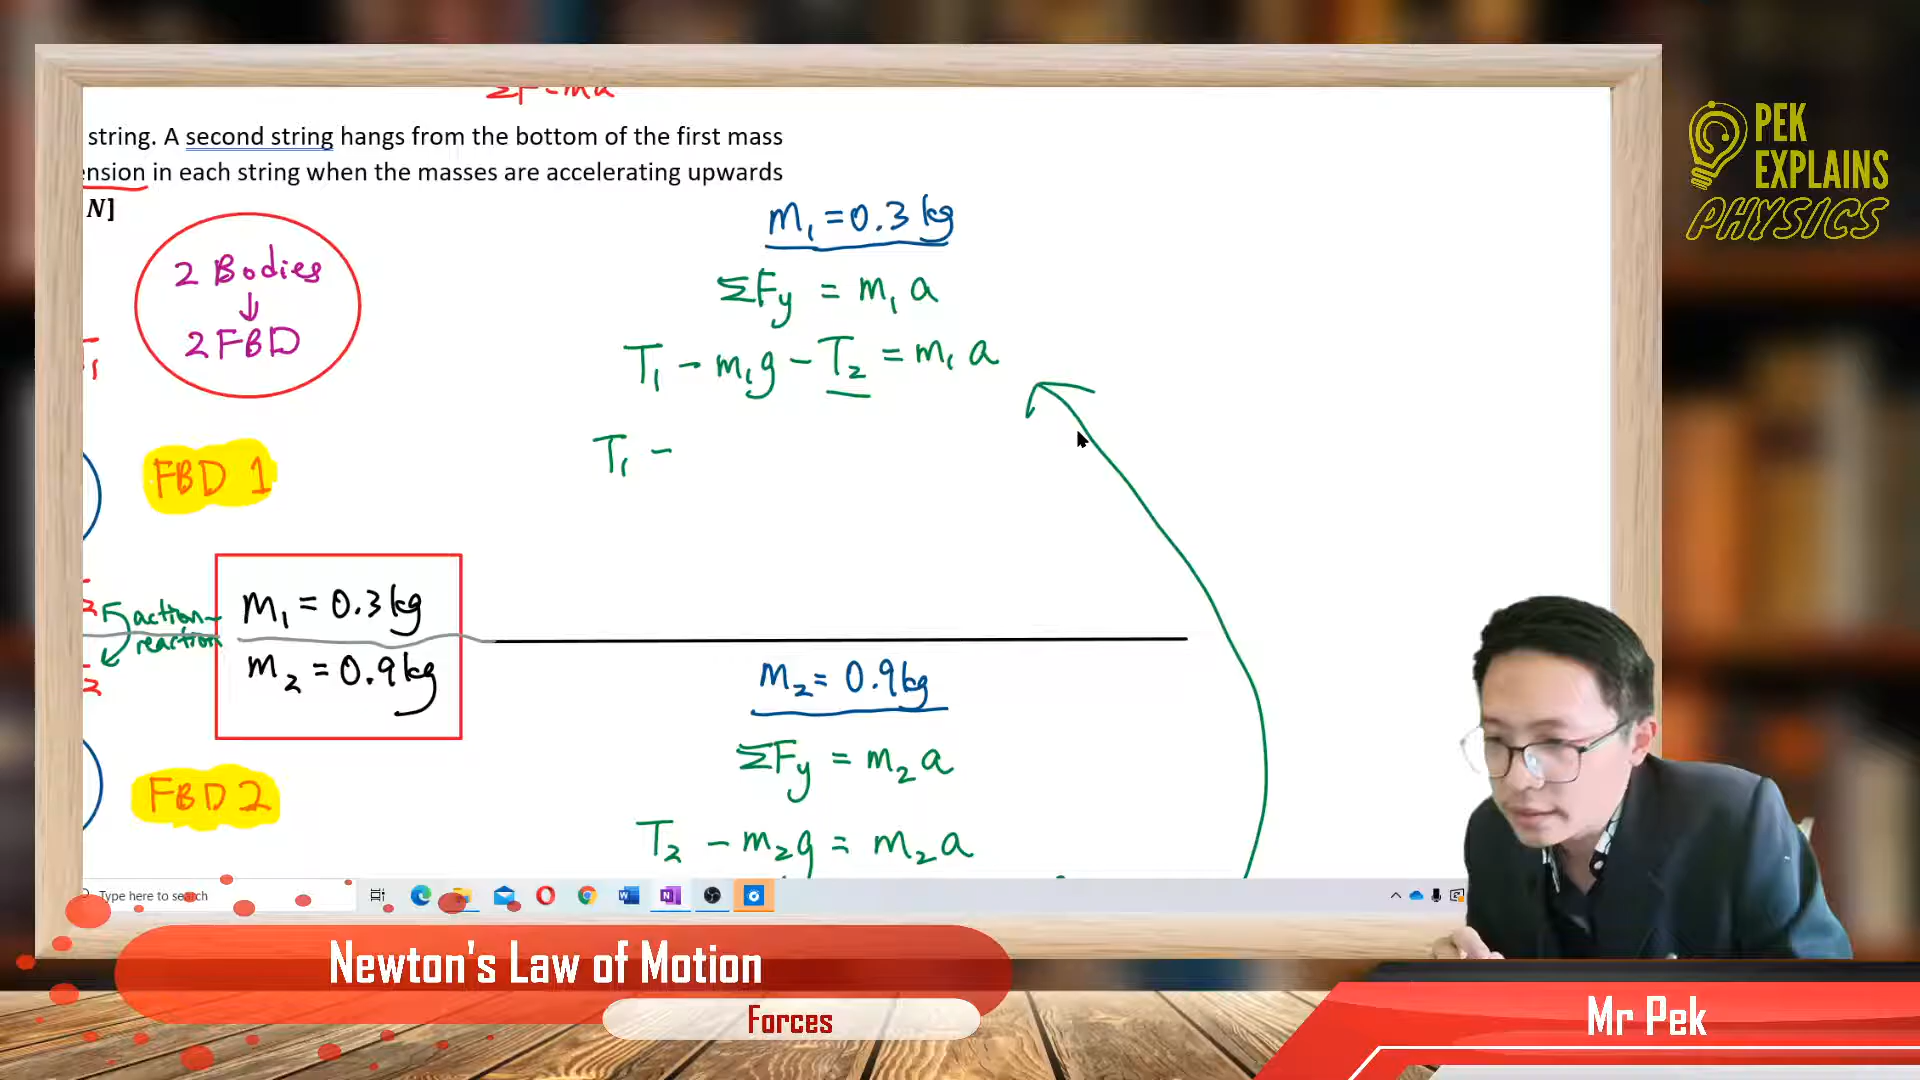 ΣF = ma
string. A second string hangs from the bottom of the first mass
ension in each string when the masses are accelerating upwards
N]
PEK
EXPLAINS
PHYSICS
2 Bodies
↓
2 FBD
m₁ = 0.3 kg
ΣFy = m₁ a
T₁ - m₁g - T₂ = m₁ a
T₁ -
FBD 1
action-
reaction
m₁ = 0.3 kg
m₂ = 0.9 kg
m₂ = 0.9 kg
ΣFy = m₂ a
T₂ - m₂g = m₂ a
FBD 2
Type here to search
Newton's Law of Motion
Forces
Mr Pek